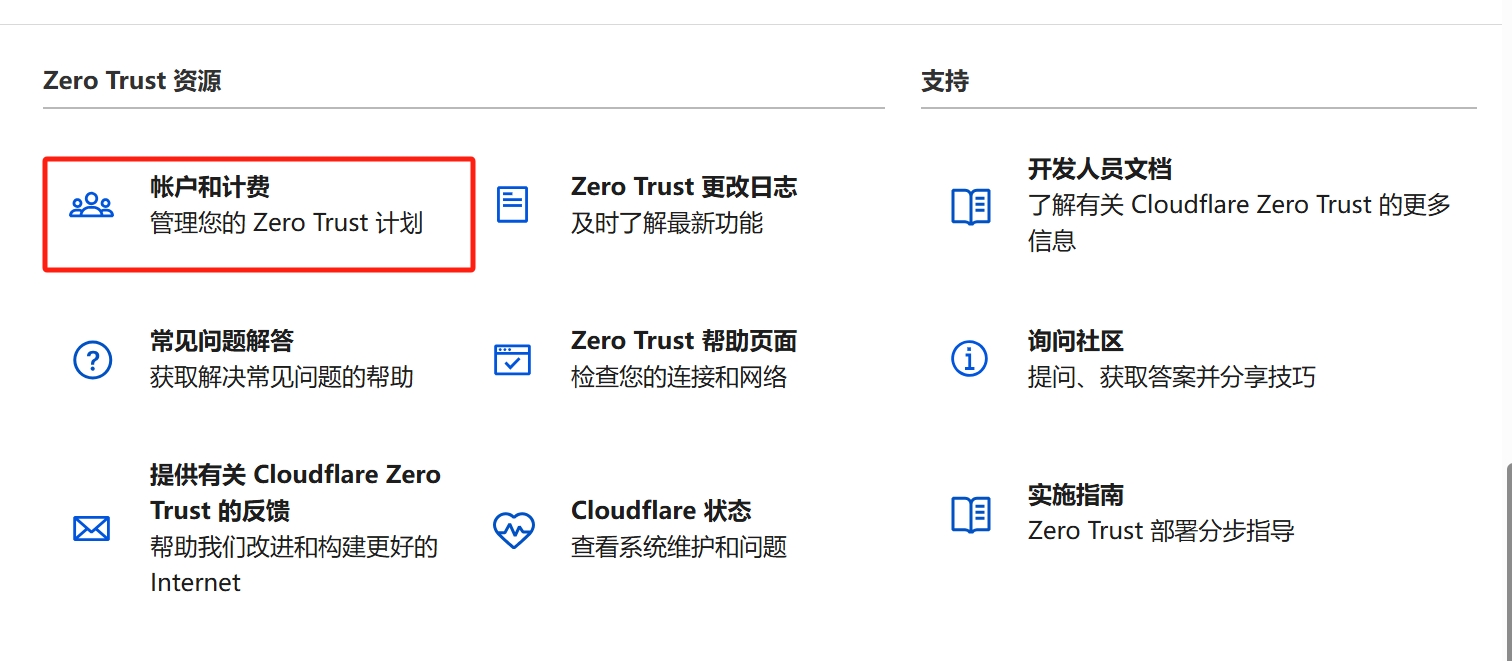 Zero Trust 资源
帐户和计费
管理您的 Zero Trust 计划
Zero Trust 更改日志
及时了解最新功能
常见问题解答
获取解决常见问题的帮助
Zero Trust 帮助页面
检查您的连接和网络
提供有关 Cloudflare Zero
Trust 的反馈
帮助我们改进和构建更好的
Internet
Cloudflare 状态
查看系统维护和问题
支持
开发人员文档
了解有关 Cloudflare Zero Trust 的更多
信息
询问社区
提问、获取答案并分享技巧
实施指南
Zero Trust 部署分步指导